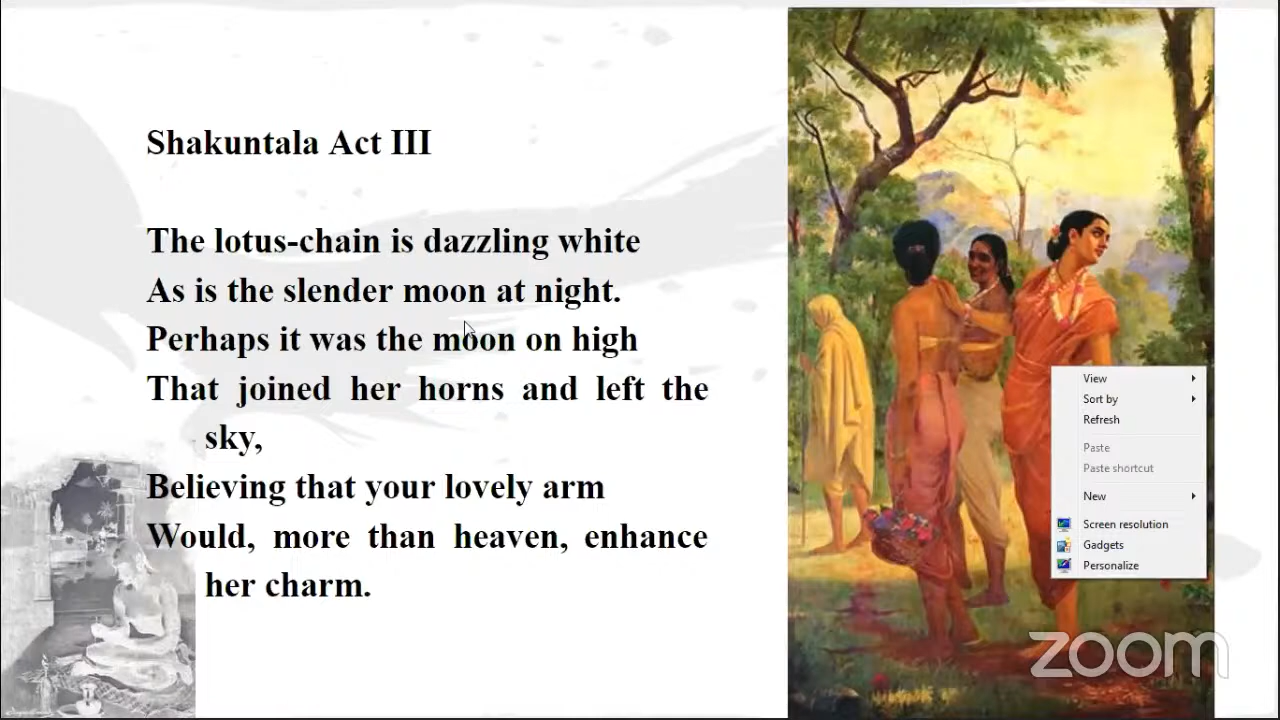 Shakuntala Act III
The lotus-chain is dazzling white
As is the slender moon at night.
Perhaps it was the moon on high
That joined her horns and left the
sky,
Believing that your lovely arm
Would, more than heaven, enhance
her charm.
View
Sort by
Refresh
Paste
Paste shortcut
New
Screen resolution
Gadgets
Personalize
zoom